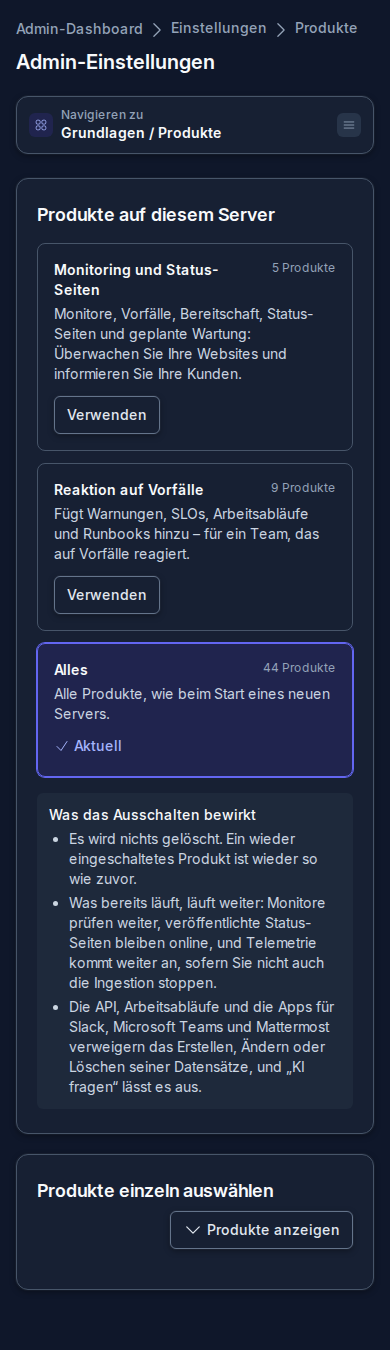 Admin-Dashboard > Einstellungen > Produkte
Admin-Einstellungen
Navigieren zu
Grundlagen / Produkte
Produkte auf diesem Server
Monitoring und Status-
Seiten
5 Produkte
Monitore, Vorfälle, Bereitschaft, Status-
Seiten und geplante Wartung:
Überwachen Sie Ihre Websites und
informieren Sie Ihre Kunden.
Verwenden
Reaktion auf Vorfälle
9 Produkte
Fügt Warnungen, SLOs, Arbeitsabläufe
und Runbooks hinzu – für ein Team, das
auf Vorfälle reagiert.
Verwenden
Alles
44 Produkte
Alle Produkte, wie beim Start eines neuen
Servers.
Aktuell
Was das Ausschalten bewirkt
• Es wird nichts gelöscht. Ein wieder
eingeschaltetes Produkt ist wieder so
wie zuvor.
• Was bereits läuft, läuft weiter: Monitore
prüfen weiter, veröffentlichte Status-
Seiten bleiben online, und Telemetrie
kommt weiter an, sofern Sie nicht auch
die Ingestion stoppen.
• Die API, Arbeitsabläufe und die Apps für
Slack, Microsoft Teams und Mattermost
verweigern das Erstellen, Ändern oder
Löschen seiner Datensätze, und „KI
fragen“ lässt es aus.
Produkte einzeln auswählen
Produkte anzeigen